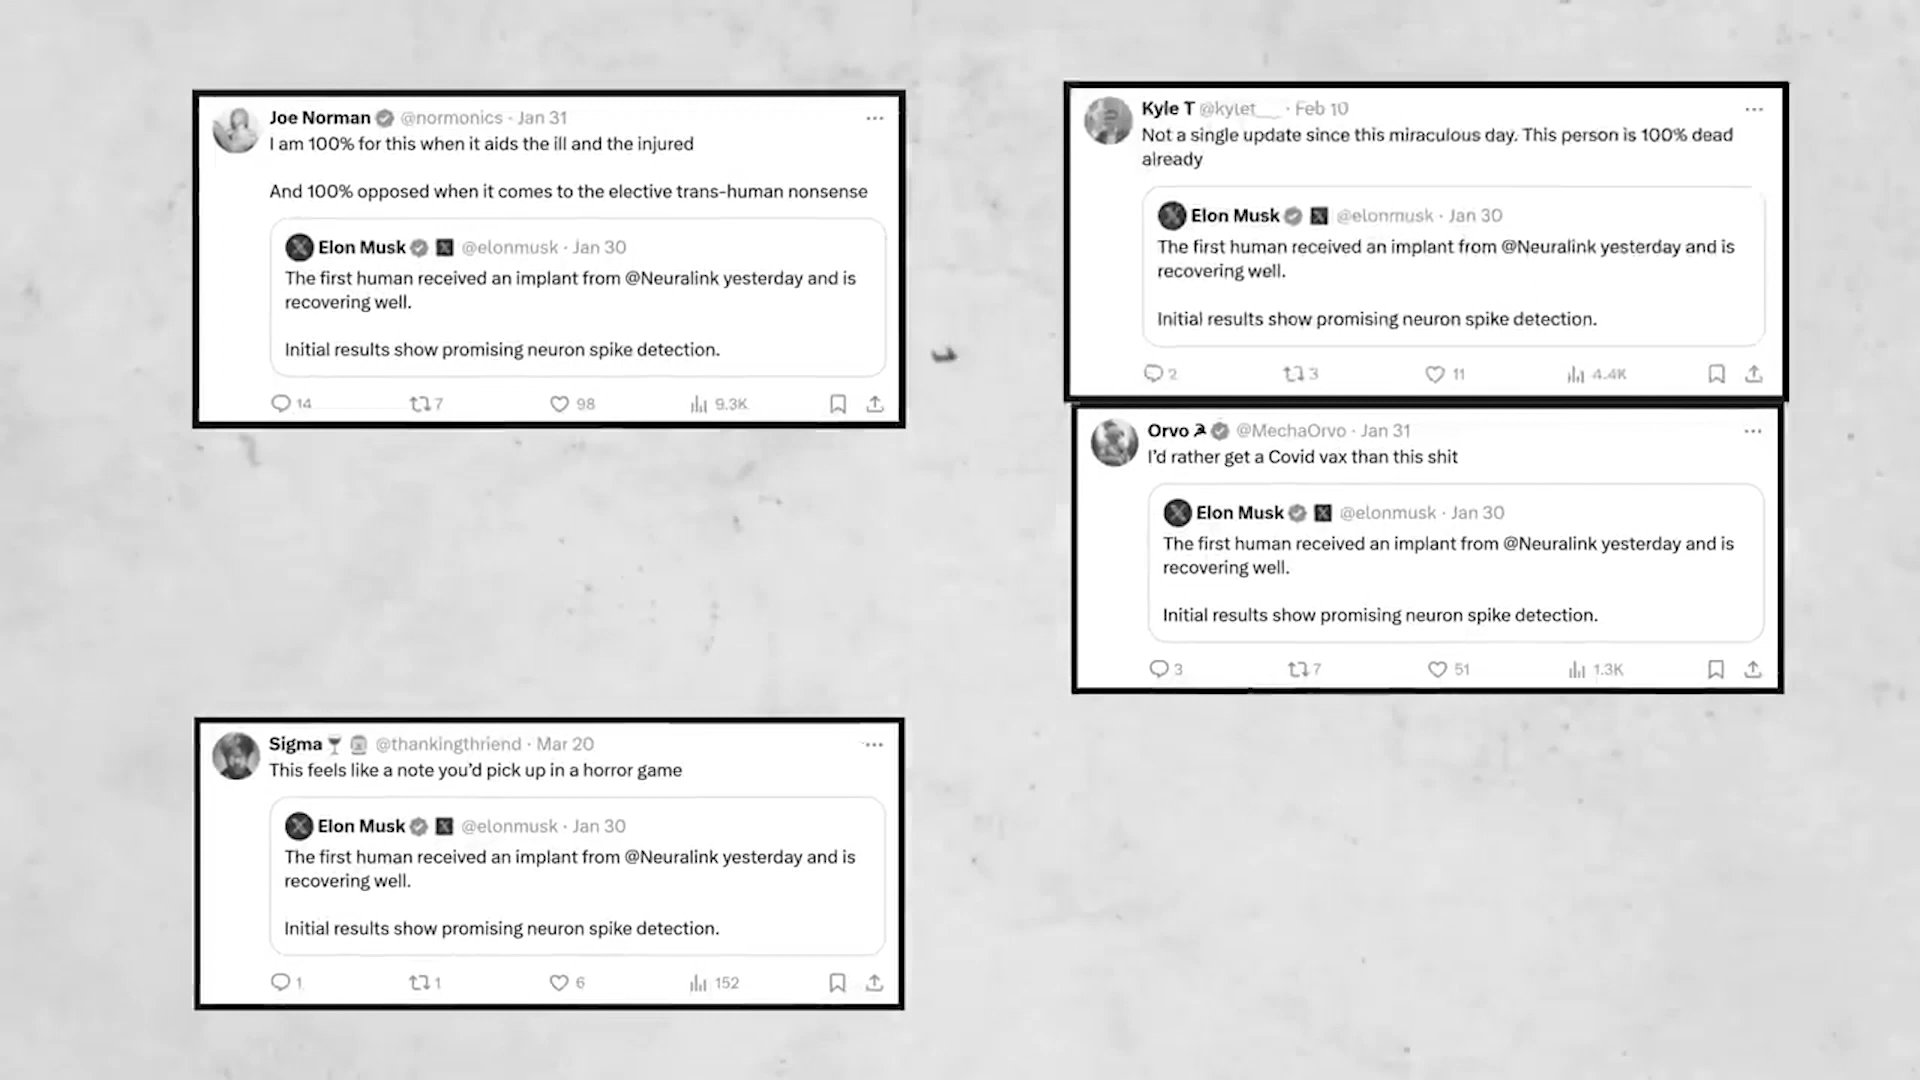 Joe Norman @normonics · Jan 31
I am 100% for this when it aids the ill and the injured
And 100% opposed when it comes to the elective trans-human nonsense
Elon Musk @elonmusk · Jan 30
The first human received an implant from @Neuralink yesterday and is
recovering well.
Initial results show promising neuron spike detection.
14 7 98 9.3K
Kyle T @kylet__ · Feb 10
Not a single update since this miraculous day. This person is 100% dead
already
Elon Musk @elonmusk · Jan 30
The first human received an implant from @Neuralink yesterday and is
recovering well.
Initial results show promising neuron spike detection.
2 3 11 4.4K
Orvo ☭ @MechaOrvo · Jan 31
I'd rather get a Covid vax than this shit
Elon Musk @elonmusk · Jan 30
The first human received an implant from @Neuralink yesterday and is
recovering well.
Initial results show promising neuron spike detection.
3 7 51 1.3K
Sigma🍷 @thankingthriend · Mar 20
This feels like a note you'd pick up in a horror game
Elon Musk @elonmusk · Jan 30
The first human received an implant from @Neuralink yesterday and is
recovering well.
Initial results show promising neuron spike detection.
1 1 6 152